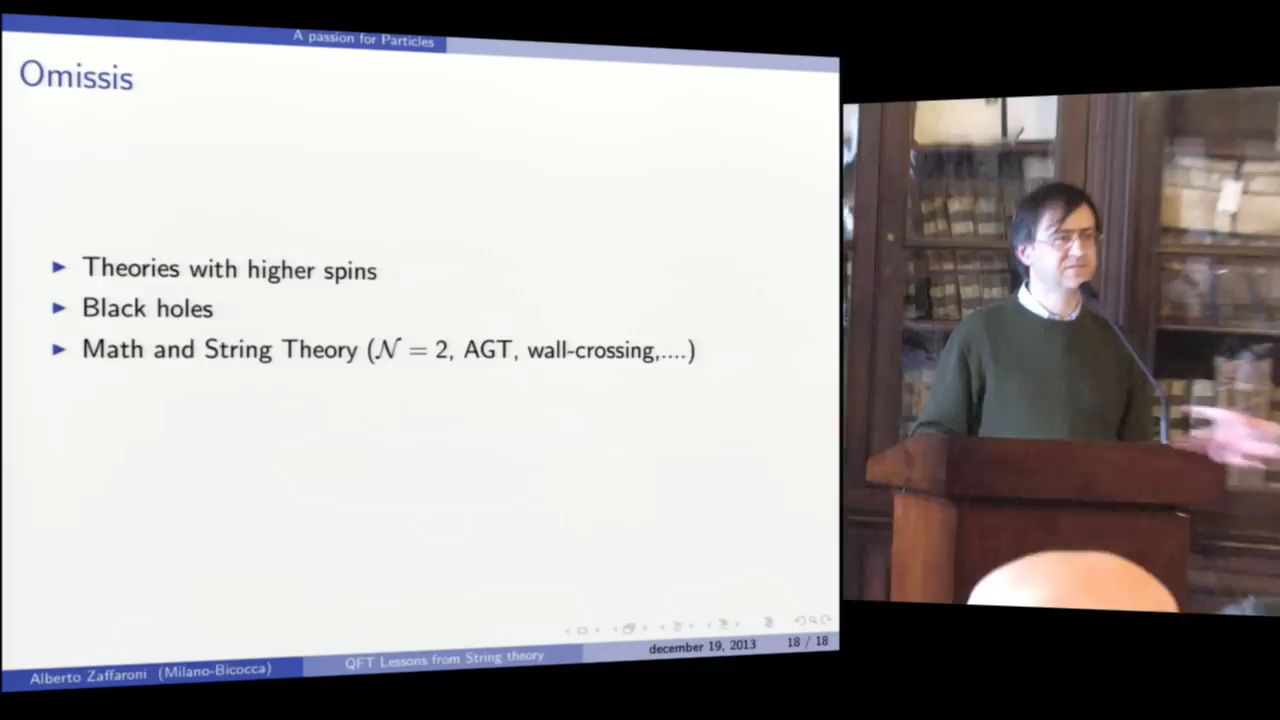 A passion for Particles
Omissis
Theories with higher spins
Black holes
Math and String Theory (𝒩 = 2, AGT, wall-crossing,....)
Alberto Zaffaroni (Milano-Bicocca)
QFT Lessons from String theory
december 19, 2013
18 / 18